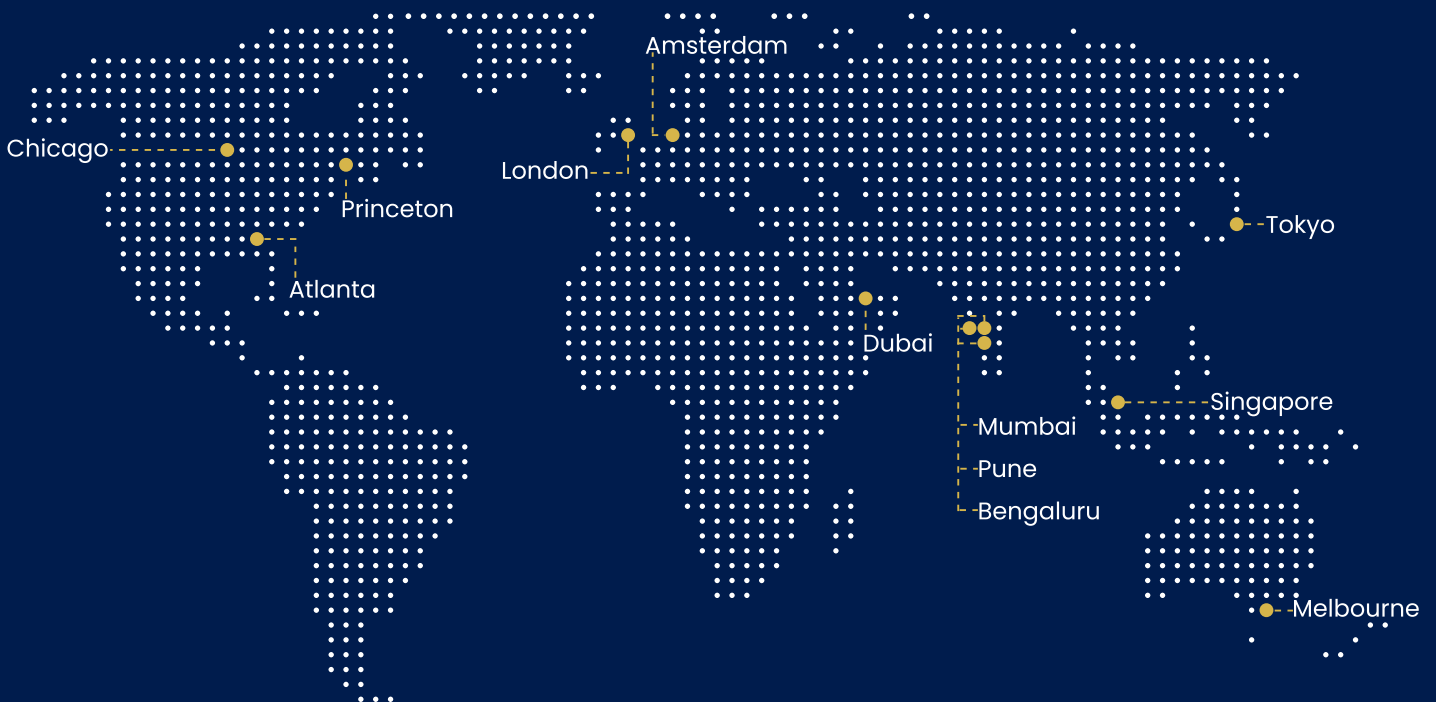 Amsterdam
Chicago
London
Princeton
Tokyo
Atlanta
Dubai
Singapore
Mumbai
Pune
Bengaluru
Melbourne